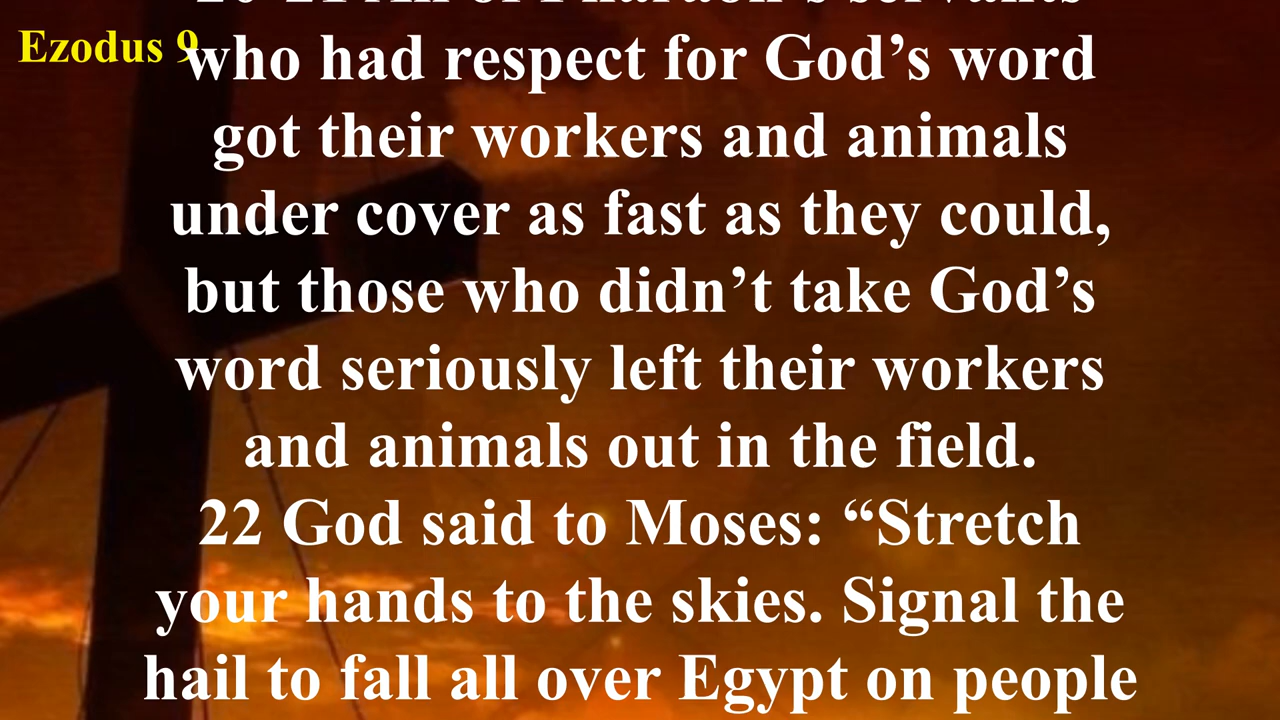 Ezodus 9
who had respect for God’s word
got their workers and animals
under cover as fast as they could,
but those who didn’t take God’s
word seriously left their workers
and animals out in the field.
22 God said to Moses: “Stretch
your hands to the skies. Signal the
hail to fall all over Egypt on people